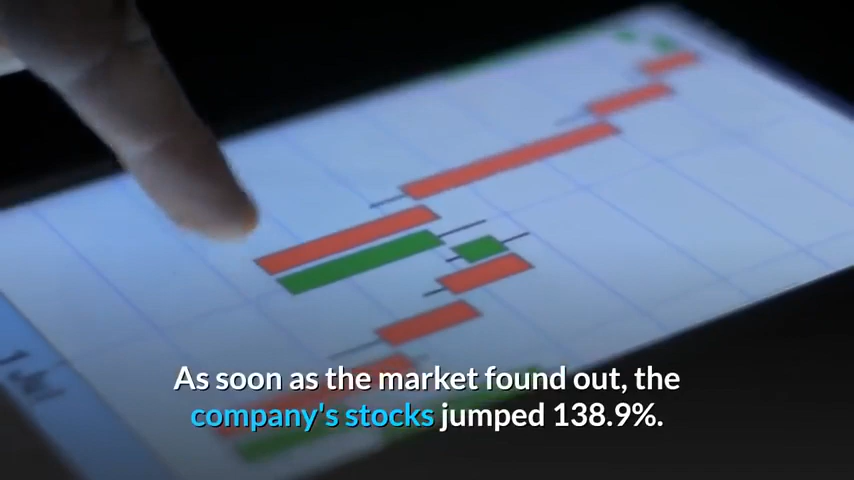 As soon as the market found out, the
company's stocks jumped 138.9%.